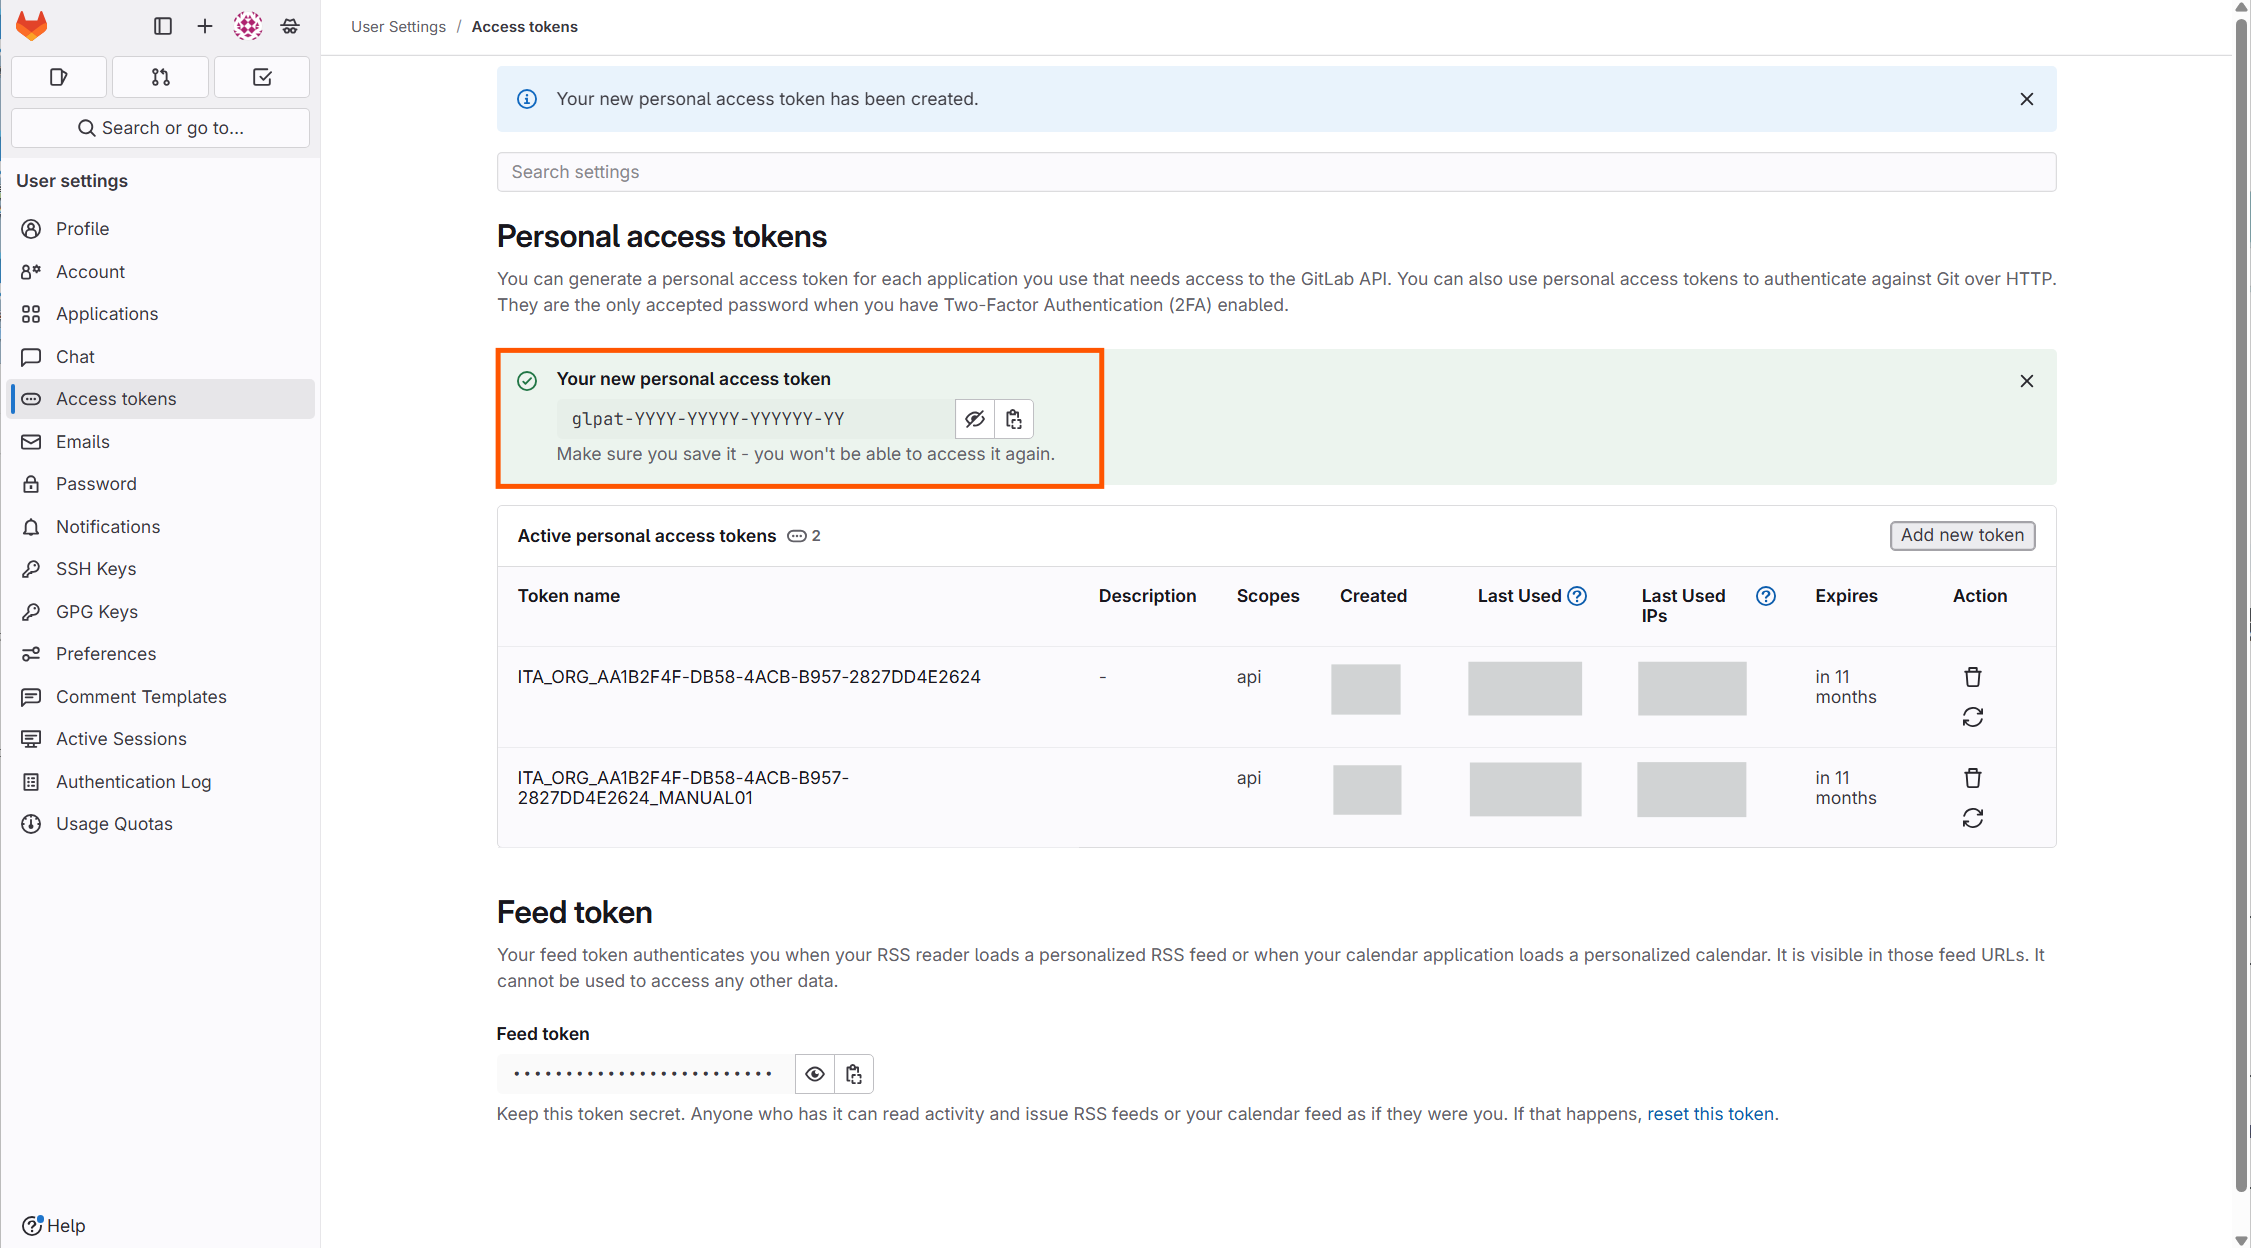 User Settings / Access tokens
Search or go to...
User settings
Profile
Account
Applications
Chat
Access tokens
Emails
Password
Notifications
SSH Keys
GPG Keys
Preferences
Comment Templates
Active Sessions
Authentication Log
Usage Quotas
Help
Your new personal access token has been created.
Search settings
Personal access tokens
You can generate a personal access token for each application you use that needs access to the GitLab API. You can also use personal access tokens to authenticate against Git over HTTP.
They are the only accepted password when you have Two-Factor Authentication (2FA) enabled.
Your new personal access token
glpat-YYYY-YYYYY-YYYYYY-YY
Make sure you save it - you won't be able to access it again.
Active personal access tokens 2
Add new token
Token name Description Scopes Created Last Used Last Used IPs Expires Action
ITA_ORG_AA1B2F4F-DB58-4ACB-B957-2827DD4E2624 - api in 11
months
ITA_ORG_AA1B2F4F-DB58-4ACB-B957- api in 11
2827DD4E2624_MANUAL01 months
Feed token
Your feed token authenticates you when your RSS reader loads a personalized RSS feed or when your calendar application loads a personalized calendar. It is visible in those feed URLs. It
cannot be used to access any other data.
Feed token
Keep this token secret. Anyone who has it can read activity and issue RSS feeds or your calendar feed as if they were you. If that happens, reset this token.